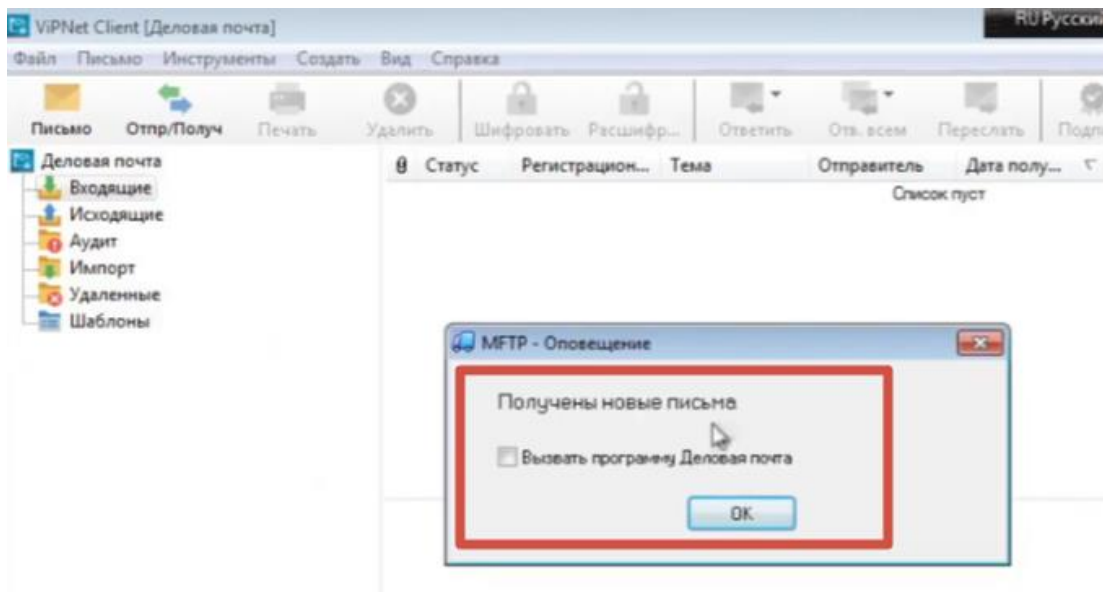 ViPNet Client [Деловая почта]
RU Русский
Файл Письмо Инструменты Создать Вид Справка
Письмо Отпр/Получ Печать Удалить Шифровать Расшифр... Ответить Отв. всем Переслать
Деловая почта
Статус Регистрацион... Тема Отправитель Дата полу...
Входящие
Список пуст
Исходящие
Аудит
Импорт
Удаленные
Шаблоны
MFTP - Оповещение
Получены новые письма
Вызвать программу Деловая почта
OK